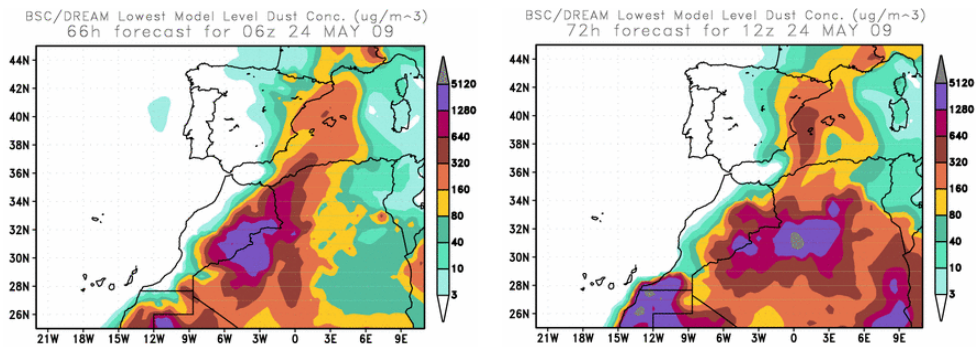 BSC/DREAM Lowest Model Level Dust Conc. (ug/m^3)
66h forecast for 06z 24 MAY 09
44N
42N
40N
38N
36N
34N
32N
30N
28N
26N
21W 18W 15W 12W 9W 6W 3W 0 3E 6E 9E
5120
1280
640
320
160
80
40
10
3
BSC/DREAM Lowest Model Level Dust Conc. (ug/m^3)
72h forecast for 12z 24 MAY 09
44N
42N
40N
38N
36N
34N
32N
30N
28N
26N
21W 18W 15W 12W 9W 6W 3W 0 3E 6E 9E
5120
1280
640
320
160
80
40
10
3